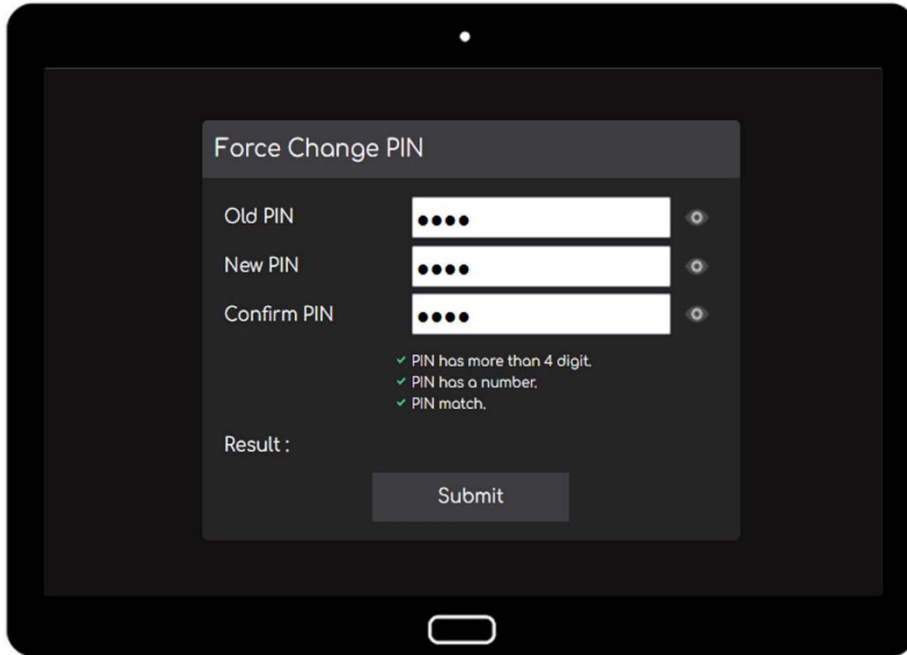 Force Change PIN
Old PIN ●●●●
New PIN ●●●●
Confirm PIN ●●●●
✓ PIN has more than 4 digit.
✓ PIN has a number.
✓ PIN match.
Result :
Submit